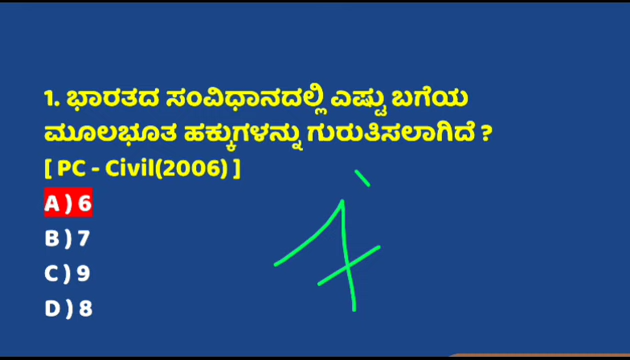 1. ಭಾರತದ ಸಂವಿಧಾನದಲ್ಲಿ ಎಷ್ಟು ಬಗೆಯ
ಮೂಲಭೂತ ಹಕ್ಕುಗಳನ್ನು ಗುರುತಿಸಲಾಗಿದೆ ?
[ PC - Civil(2006) ]
A ) 6
B ) 7
C ) 9
D ) 8